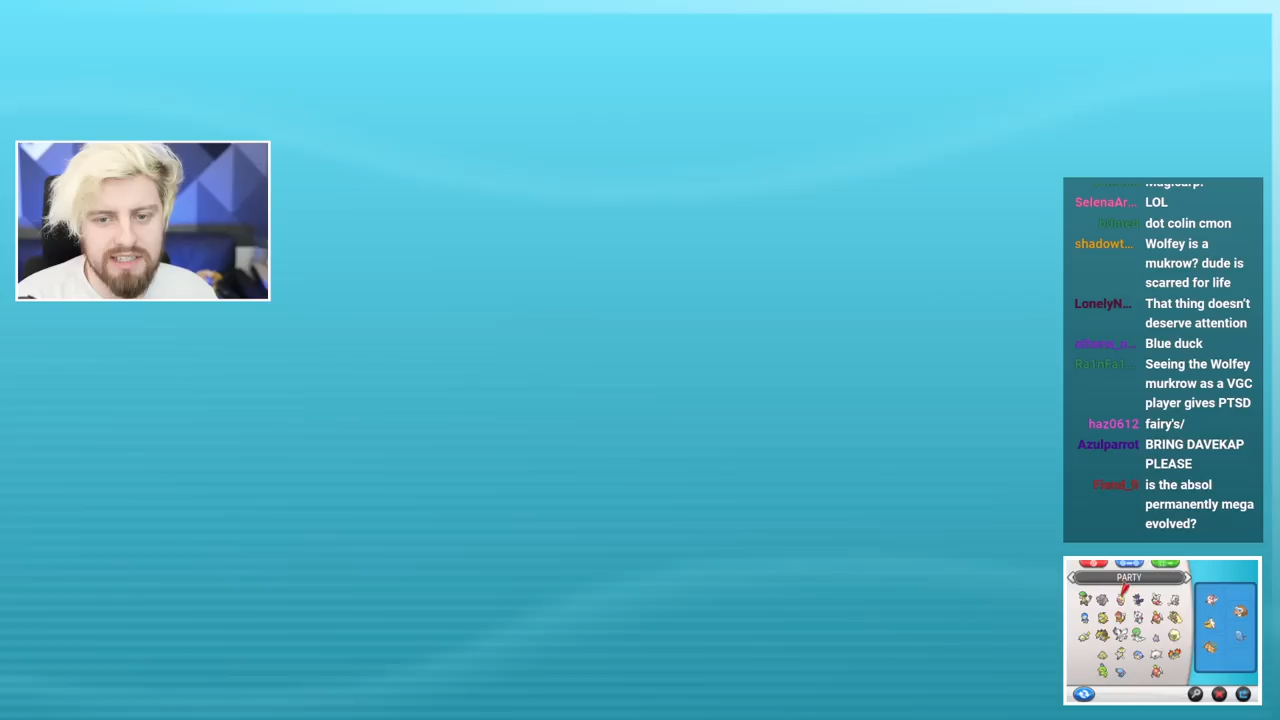 SelenaAr... LOL
dot colin cmon
shadowt... Wolfey is a
mukrow? dude is
scarred for life
LonelyN... That thing doesn't
deserve attention
Blue duck
Ra1nFa1... Seeing the Wolfey
murkrow as a VGC
player gives PTSD
haz0612 fairy's/
Azulparrot BRING DAVEKAP
PLEASE
is the absol
permanently mega
evolved?
PARTY